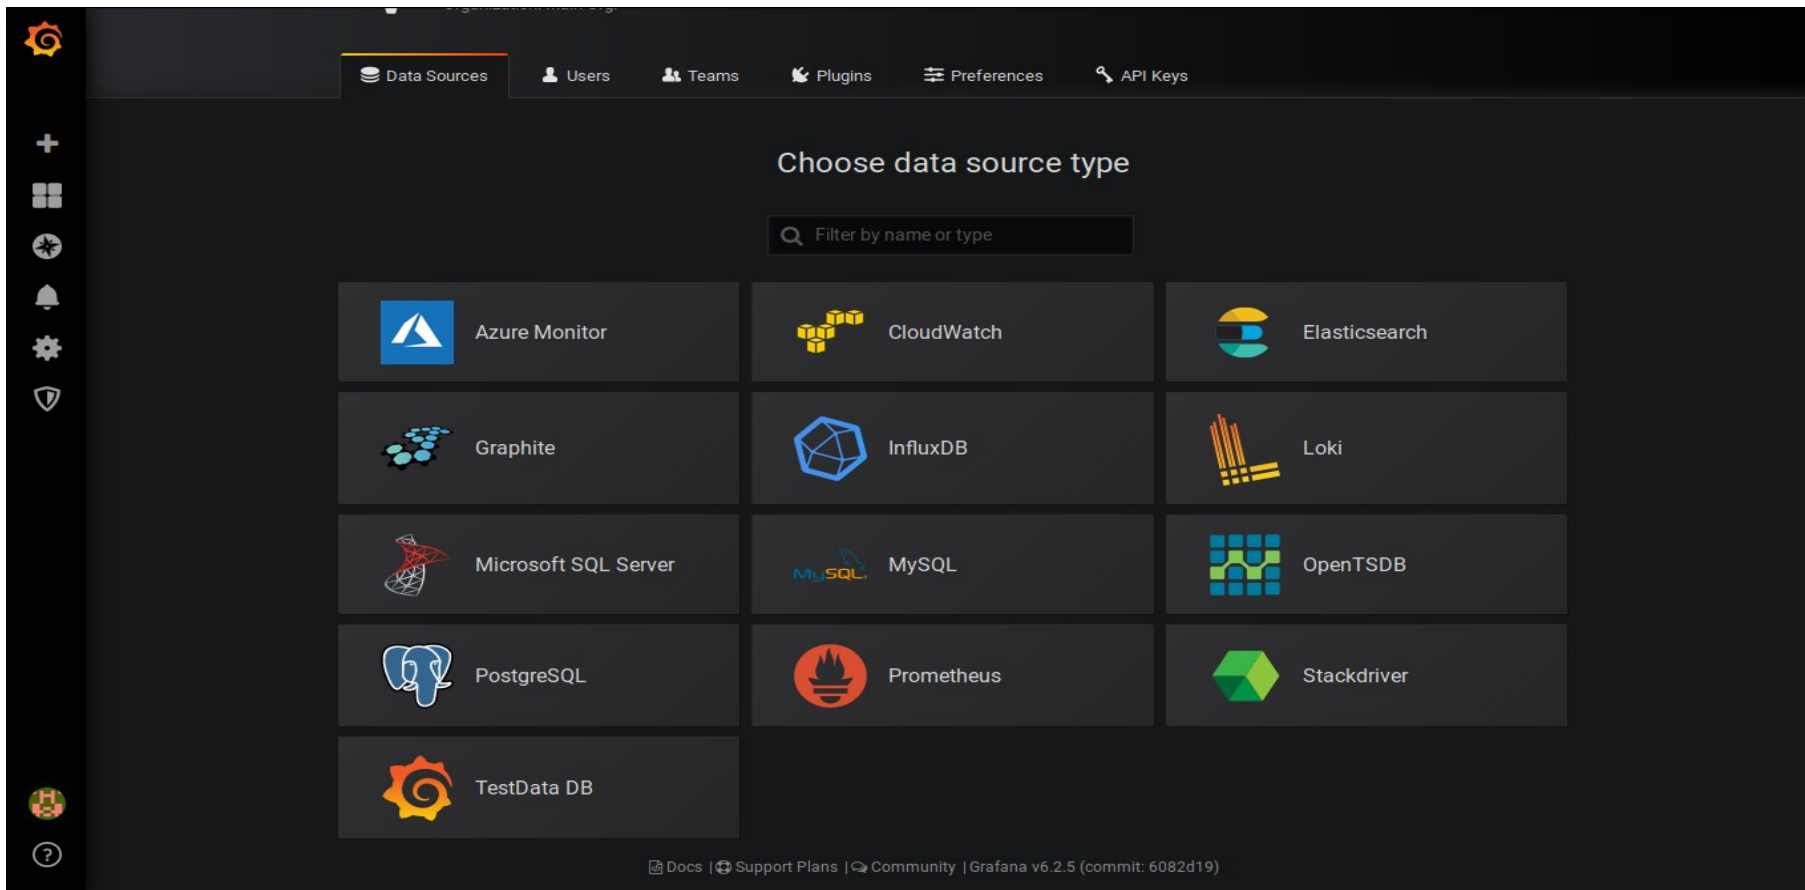 Data Sources Users Teams Plugins Preferences API Keys
Choose data source type
Filter by name or type
Azure Monitor CloudWatch Elasticsearch
Graphite InfluxDB Loki
Microsoft SQL Server MySQL. MySQL OpenTSDB
PostgreSQL Prometheus Stackdriver
TestData DB
Docs | Support Plans | Community | Grafana v6.2.5 (commit: 6082d19)